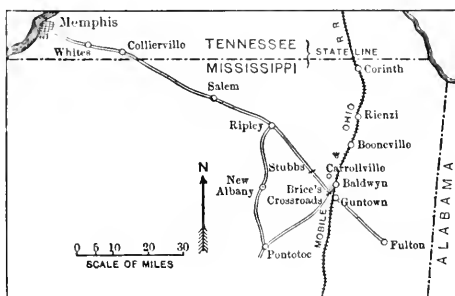 Memphis
Whites
Collierville
TENNESSEE
STATE LINE
MISSISSIPPI
R R
Corinth
Salem
Ripley
Rienzi
OHIO
Booneville
Stubbs
Carrollville
&
N
New
Albany
Brice's
Crossroads
Baldwyn
Guntown
MOBILE
Pontotoc
Fulton
ALABAMA
0 5 10 20 30
SCALE OF MILES